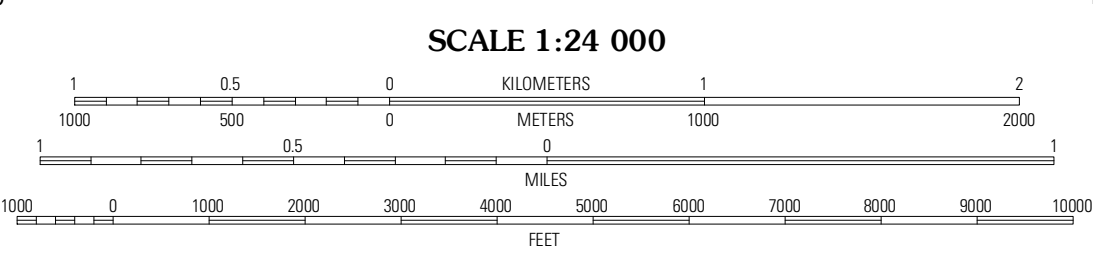 SCALE 1:24 000
1 0.5 0 KILOMETERS 1 2
1000 500 0 METERS 1000 2000
1 0.5 0 1
MILES
1000 0 1000 2000 3000 4000 5000 6000 7000 8000 9000 10000
FEET